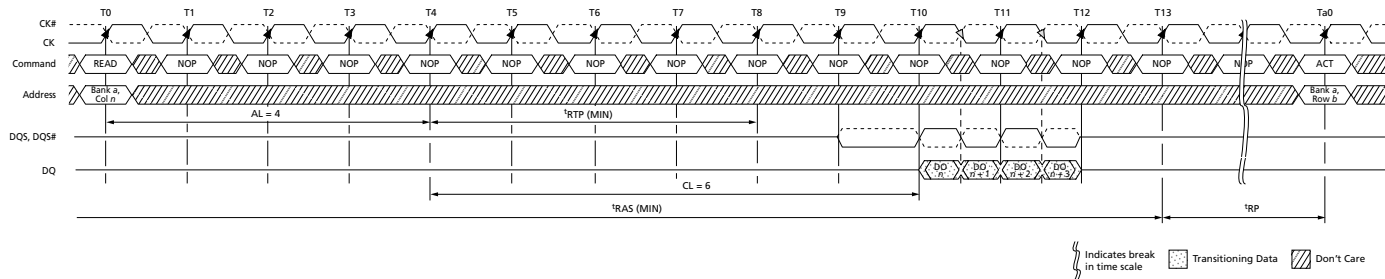 T0 T1 T2 T3 T4 T5 T6 T7 T8 T9 T10 T11 T12 T13 Ta0
CK#
CK
Command READ NOP NOP NOP NOP NOP NOP NOP NOP NOP NOP NOP NOP NOP NOP ACT
Address Bank a, Col n Bank a, Row b
AL = 4 tRTP (MIN)
DQS, DQS#
DQ DO n DO n + 1 DO n + 2 DO n + 3
CL = 6
tRAS (MIN) tRP
Indicates break
in time scale
Transitioning Data
Don't Care